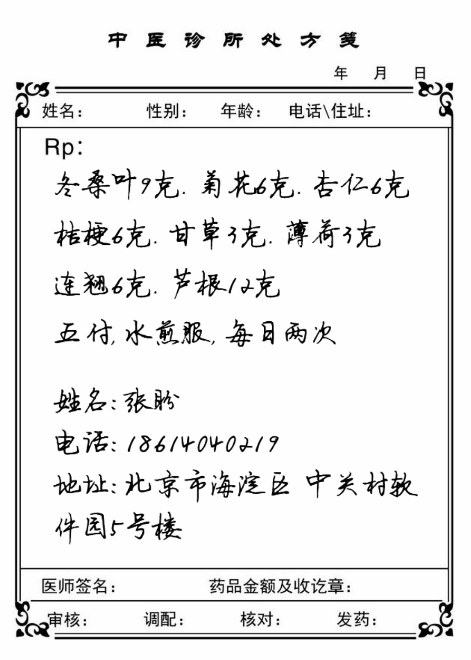 中医诊所处方笺
年 月 日
姓名： 性别： 年龄： 电话\住址：
Rp:
冬桑叶9克. 菊花6克. 杏仁6克
桔梗6克. 甘草3克. 薄荷3克
连翘6克. 芦根12克
五付, 水煎服, 每日两次
姓名: 张盼
电话: 18614040219
地址: 北京市海淀区 中关村软
件园5号楼
医师签名： 药品金额及收讫章：
审核： 调配： 核对： 发药：